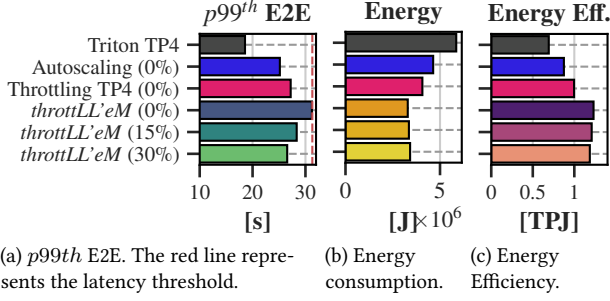 p99th E2E
Energy
Energy Eff.
Triton TP4
Autoscaling (0%)
Throttling TP4 (0%)
throttLL'eM (0%)
throttLL'eM (15%)
throttLL'eM (30%)
10 20 30
0 5
0 0.5 1
[s]
[J]×10^6
[TPJ]
(a) p99th E2E. The red line repre-
sents the latency threshold.
(b) Energy
consumption.
(c) Energy
Efficiency.